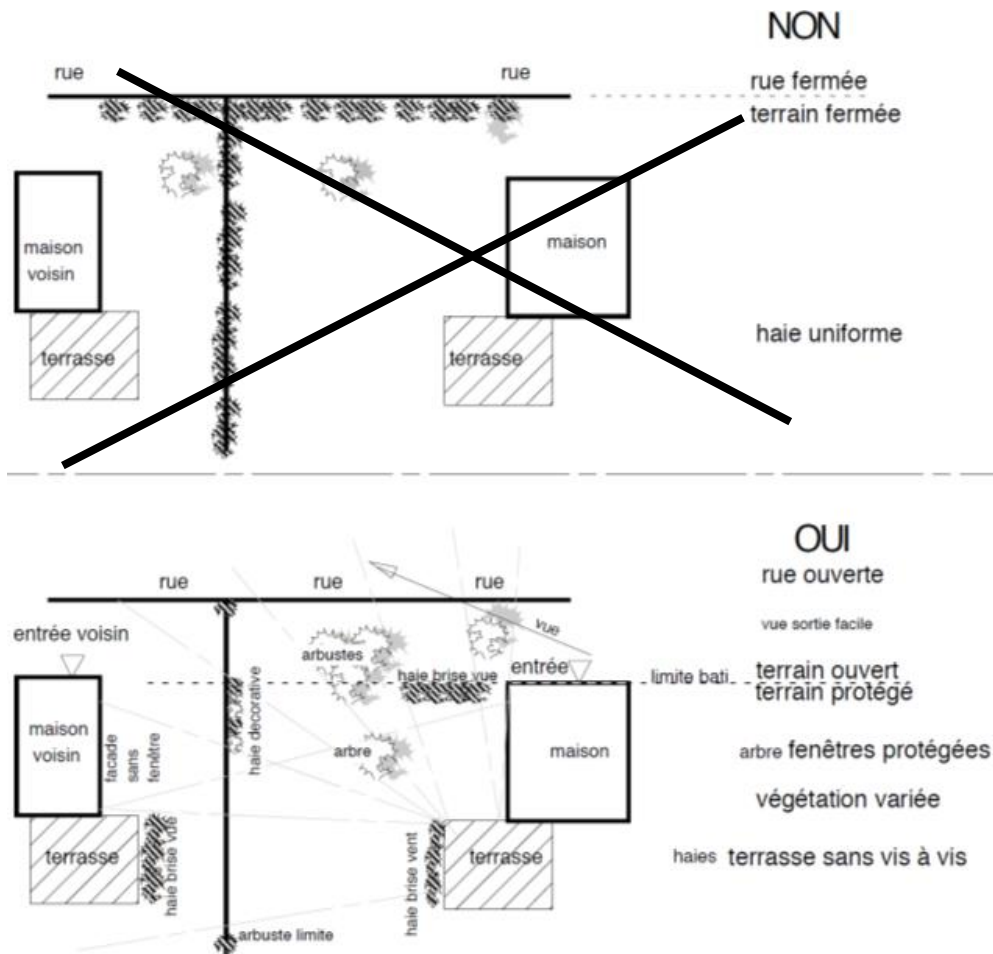 NON
rue
rue
rue fermée
terrain fermée
maison
voisin
maison
haie uniforme
terrasse
terrasse
OUI
rue ouverte
rue
rue
rue
vue sortie facile
vue
entrée voisin
arbustes
entrée
haie brise vue
limite bati
terrain ouvert
terrain protégé
maison
voisin
facade
sans
fenêtre
haie decorative
arbre
maison
arbre fenêtres protégées
végétation variée
terrasse
haie brise vue
haie brise vent
terrasse
haies terrasse sans vis à vis
arbuste limite